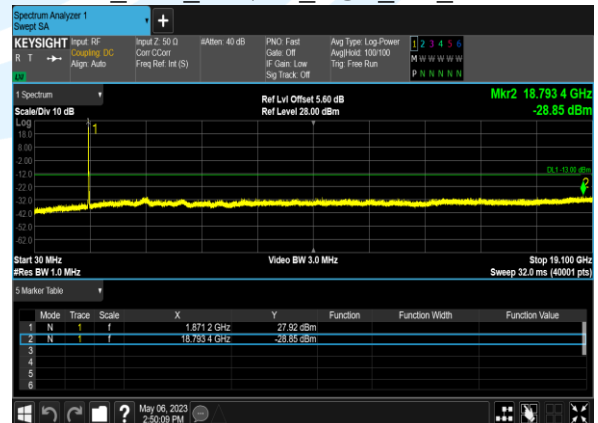 Spectrum Analyzer 1
Swept SA
+
KEYSIGHT Input: RF Input Z: 50 Ω #Atten: 40 dB PNO: Fast Avg Type: Log-Power 1 2 3 4 5 6
R T Coupling: DC Corr CCorr Gate: Off Avg|Hold: 100/100 M W W W W W
Align: Auto Freq Ref: Int (S) IF Gain: Low Trig: Free Run
Sig Track: Off P N N N N N
1 Spectrum Ref Lvl Offset 5.60 dB Mkr2 18.793 4 GHz
Scale/Div 10 dB Ref Level 28.00 dBm -28.85 dBm
Log
1
18.0
8.00
-2.00
-12.0 DL1 -13.00 dBm
-22.0
-32.0
-42.0
-52.0
-62.0
Start 30 MHz Video BW 3.0 MHz Stop 19.100 GHz
#Res BW 1.0 MHz Sweep 32.0 ms (40001 pts)
5 Marker Table
Mode Trace Scale X Y Function Function Width Function Value
1 N 1 f 1.871 2 GHz 27.92 dBm
2 N 1 f 18.793 4 GHz -28.85 dBm
3
4
5
6
? May 06, 2023
2:50:09 PM